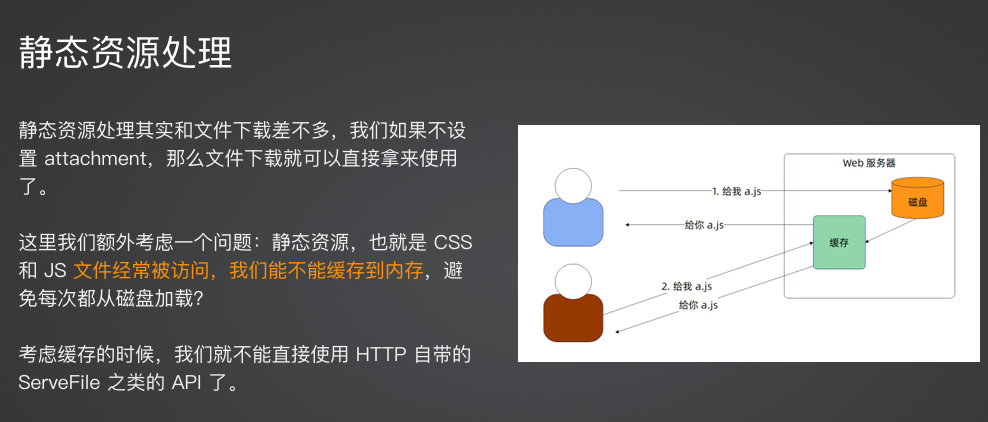 静态资源处理
静态资源处理其实和文件下载差不多，我们如果不设
置 attachment，那么文件下载就可以直接拿来使用
了。
这里我们额外考虑一个问题：静态资源，也就是 CSS
和 JS 文件经常被访问，我们能不能缓存到内存，避
免每次都从磁盘加载？
考虑缓存的时候，我们就不能直接使用 HTTP 自带的
ServeFile 之类的 API 了。
Web 服务器
1. 给我 a.js
磁盘
给你 a.js
缓存
2. 给我 a.js
给你 a.js